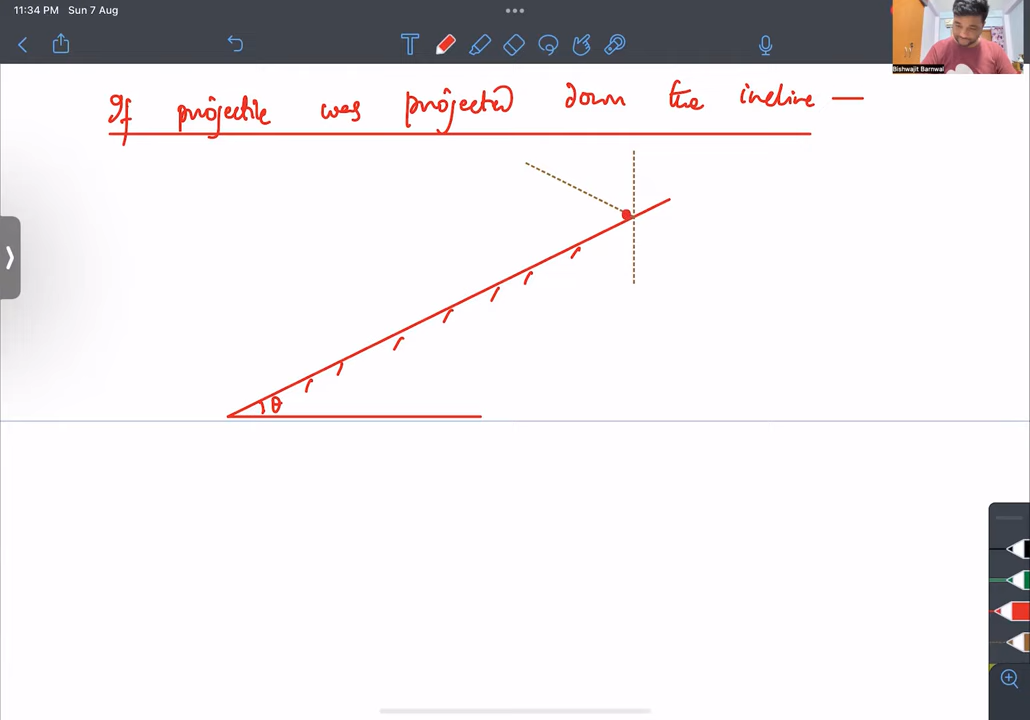 11:34 PM Sun 7 Aug
Bishwajit Barnwal
If projectile was projected down the incline —
θ